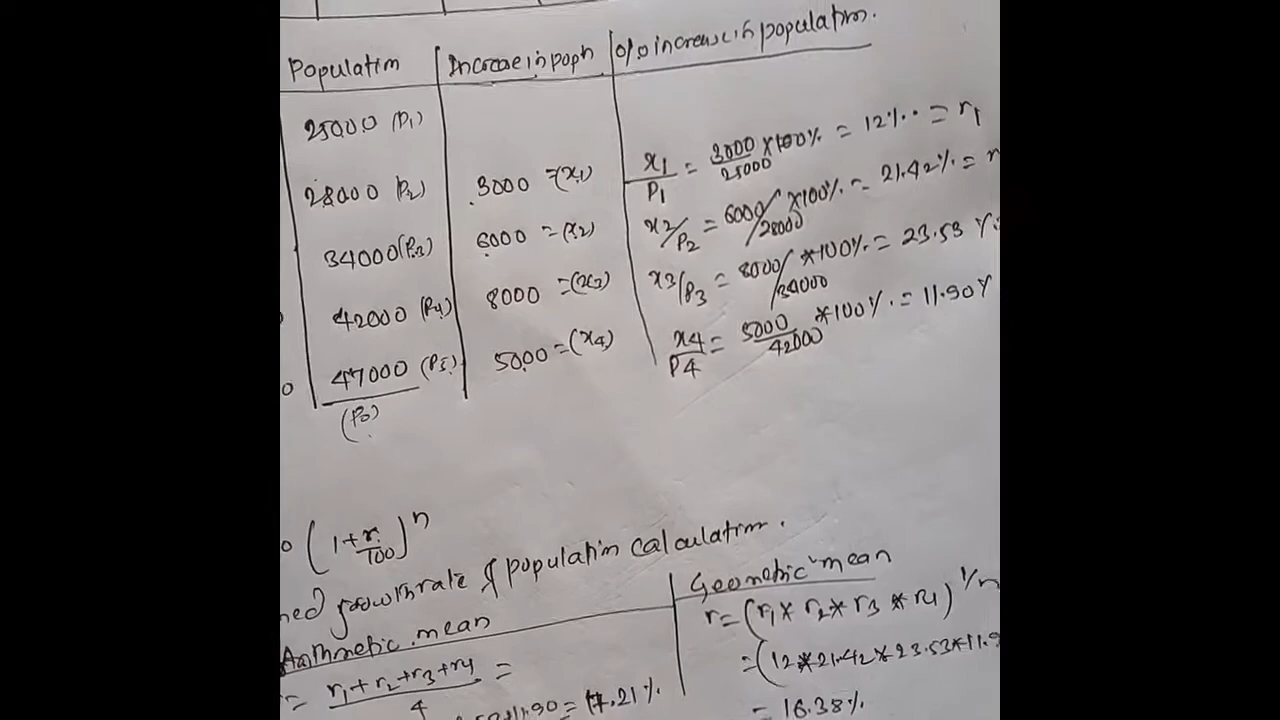 Population Increase in popn % increase in population.
25000 (P1)
28000 (P2) 3000 =(x1) x1/P1 = 3000/25000 *100% = 12% = r1
34000 (P3) 6000 =(x2) x2/P2 = 6000/28000 *100% = 21.42% = r
42000 (P4) 8000 =(x3) x3/P3 = 8000/34000 *100% = 23.53 %
47000 (P5) 5000 =(x4) x4/P4 = 5000/42000 *100% = 11.90%
(P0)
(1+r/100)^n
growth rate of population calculation.
Arithmetic mean Geometric mean
= r1+r2+r3+r4/4 = r=(r1* r2* r3 * r4)^1/n
=(12*21.42*23.53*11.9
11.90 = 17.21% = 16.38%